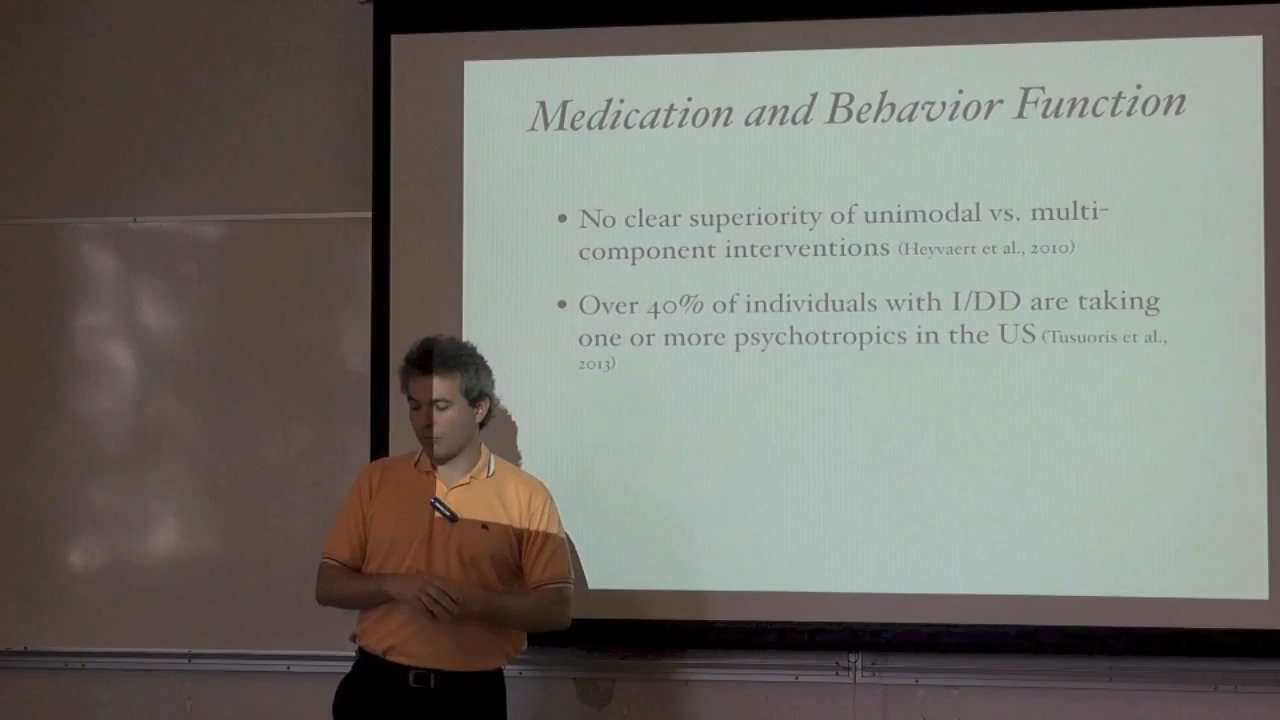 Medication and Behavior Function
• No clear superiority of unimodal vs. multi-
component interventions (Heyvaert et al., 2010)
• Over 40% of individuals with I/DD are taking
one or more psychotropics in the US (Tusuoris et al.,
2013)